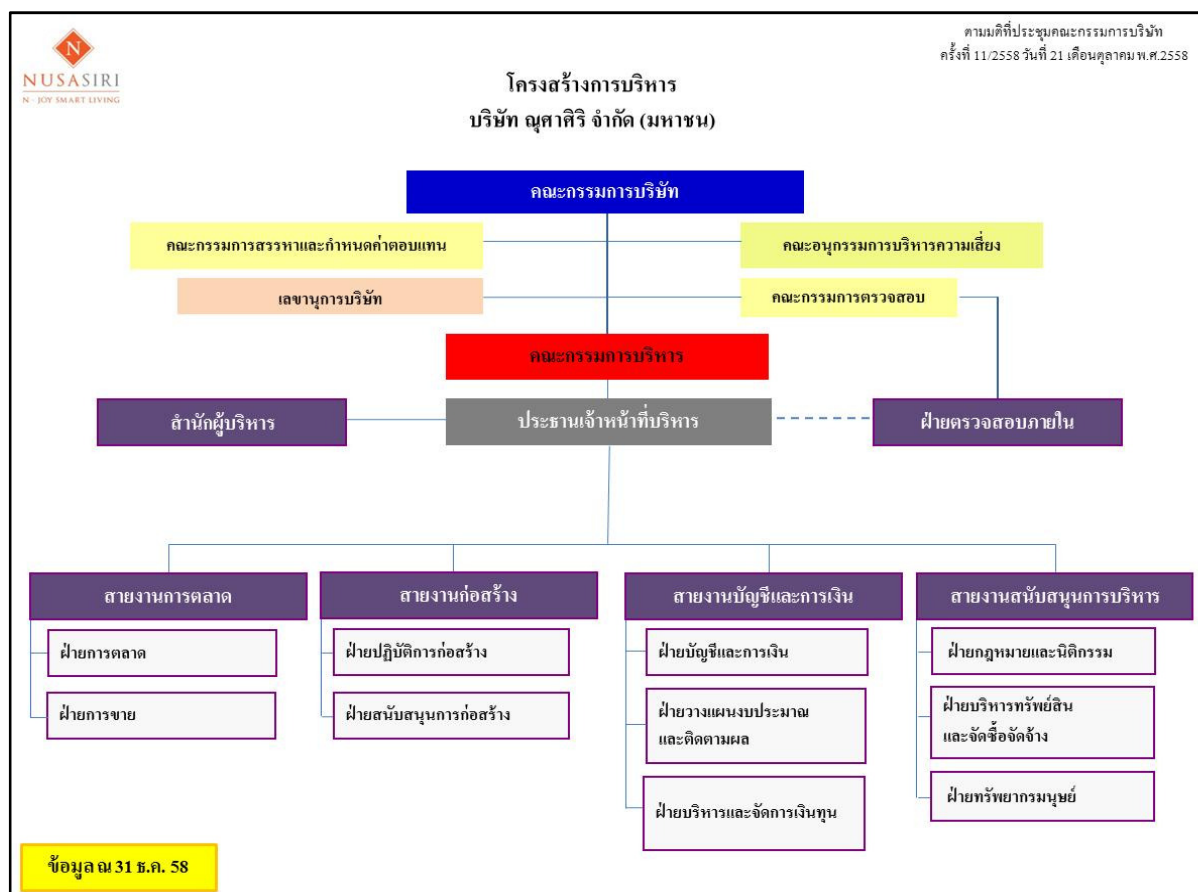 NUSASIRI
N - JOY SMART LIVING
ตามมติที่ประชุมคณะกรรมการบริษัท
ครั้งที่ 11/2558 วันที่ 21 เดือนตุลาคม พ.ศ.2558
โครงสร้างการบริหาร
บริษัท ณุศาศิริ จำกัด (มหาชน)
คณะกรรมการบริษัท
คณะกรรมการสรรหาและกำหนดค่าตอบแทน
คณะอนุกรรมการบริหารความเสี่ยง
เลขานุการบริษัท
คณะกรรมการตรวจสอบ
คณะกรรมการบริหาร
สำนักผู้บริหาร
ประธานเจ้าหน้าที่บริหาร
ฝ่ายตรวจสอบภายใน
สายงานการตลาด
ฝ่ายการตลาด
ฝ่ายการขาย
สายงานก่อสร้าง
ฝ่ายปฏิบัติการก่อสร้าง
ฝ่ายสนับสนุนการก่อสร้าง
สายงานบัญชีและการเงิน
ฝ่ายบัญชีและการเงิน
ฝ่ายวางแผนงบประมาณ
และติดตามผล
ฝ่ายบริหารและจัดการเงินทุน
สายงานสนับสนุนการบริหาร
ฝ่ายกฎหมายและนิติกรรม
ฝ่ายบริหารทรัพย์สิน
และจัดซื้อจัดจ้าง
ฝ่ายทรัพยากรมนุษย์
ข้อมูล ณ 31 ธ.ค. 58